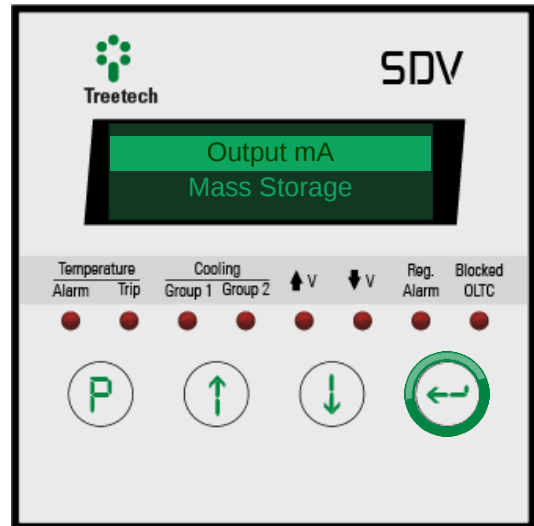 Treetech
SDV
Output mA
Mass Storage
Temperature
Alarm Trip
Cooling
Group 1 Group 2
V
V
Reg.
Alarm
Blocked
OLTC
P